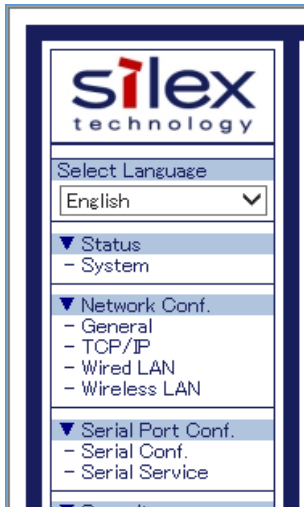 silex
technology
Select Language
English
▼ Status
- System
▼ Network Conf.
- General
- TCP/IP
- Wired LAN
- Wireless LAN
▼ Serial Port Conf.
- Serial Conf.
- Serial Service